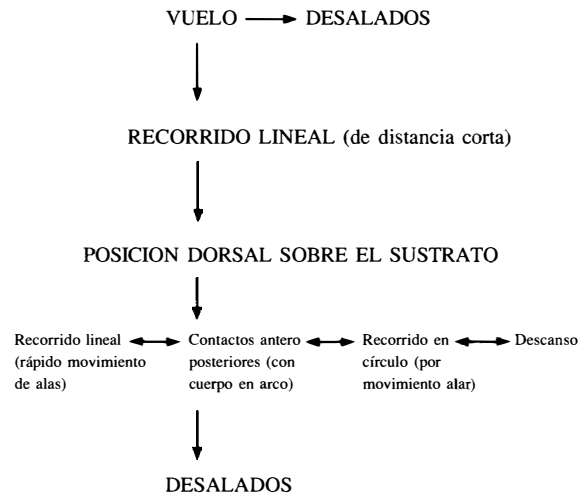 VUELO DESALADOS
RECORRIDO LINEAL (de distancia corta)
POSICION DORSAL SOBRE EL SUSTRATO
Recorrido lineal
(rápido movimiento
de alas)
Contactos antero
posteriores (con
cuerpo en arco)
Recorrido en
círculo (por
movimiento alar)
Descanso
DESALADOS